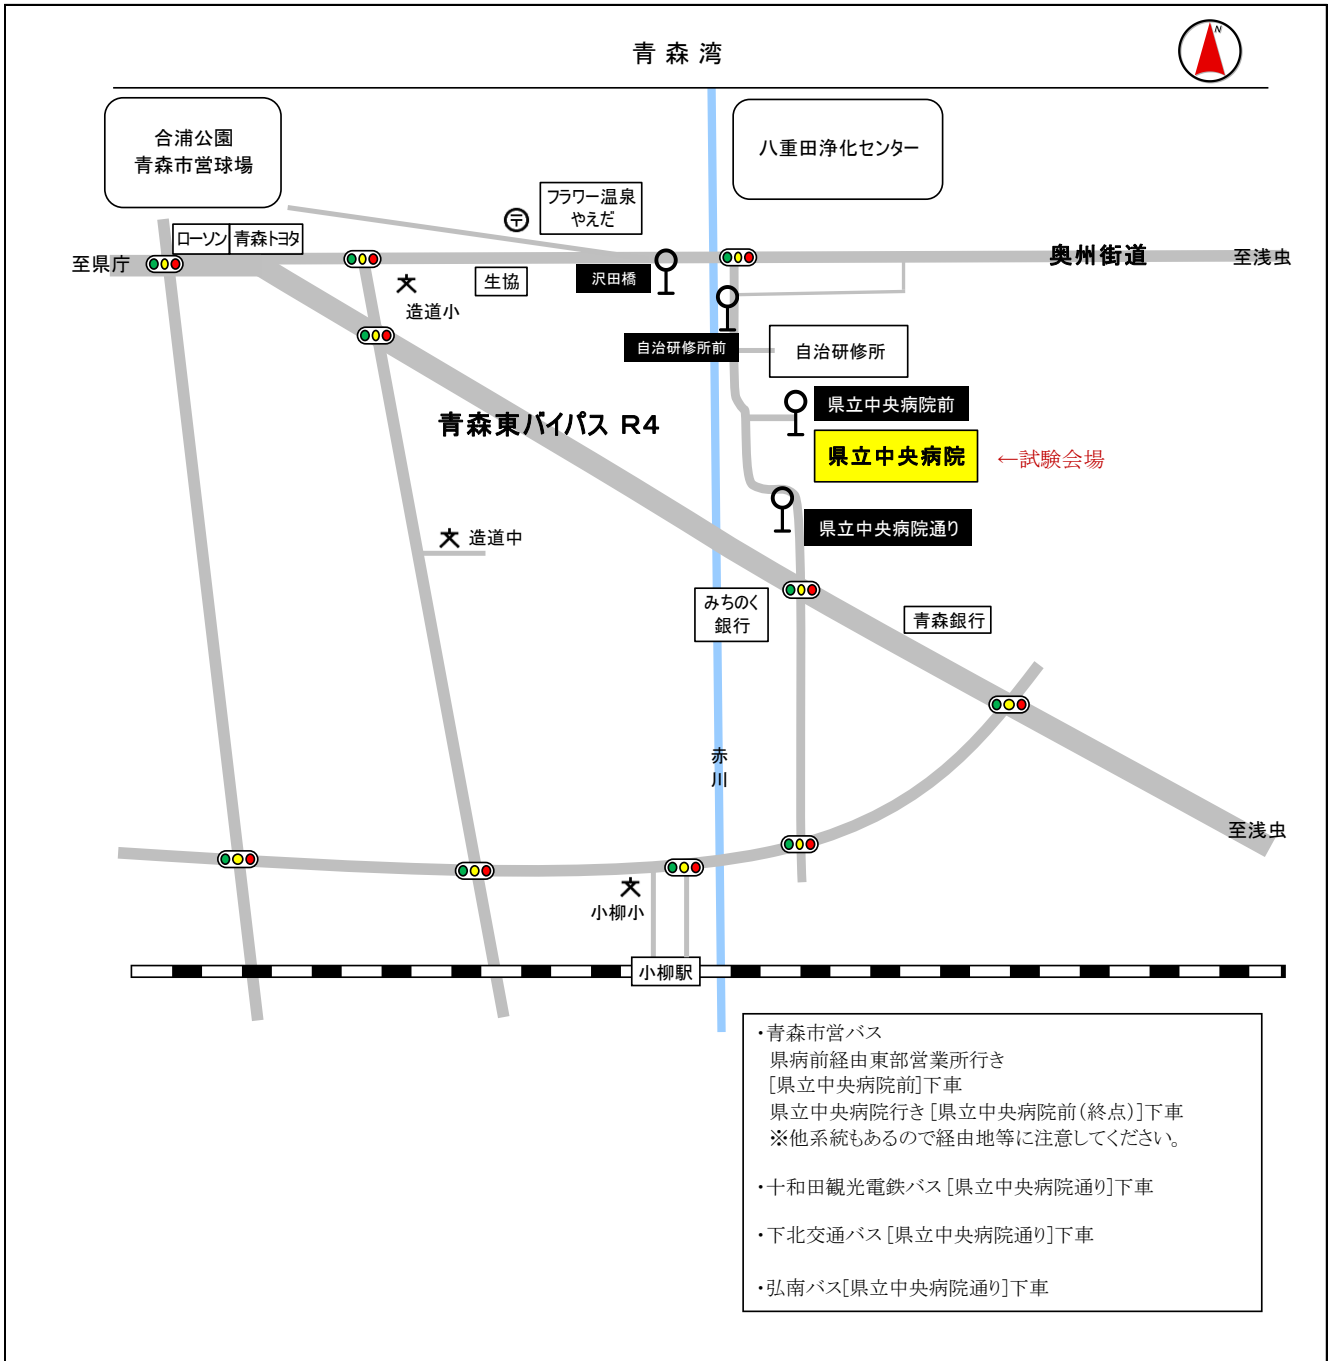 青 森 湾
N
合浦公園
青森市営球場
八重田浄化センター
フラワー温泉
やえだ
〒
ローソン
青森トヨタ
至県庁
奥州街道
至浅虫
生協
沢田橋
文
造道小
自治研修所前
自治研修所
県立中央病院前
青森東バイパス R4
県立中央病院
←試験会場
県立中央病院通り
文 造道中
みちのく
銀行
青森銀行
赤
川
至浅虫
文
小柳小
小柳駅
・青森市営バス
県病前経由東部営業所行き
[県立中央病院前]下車
県立中央病院行き [県立中央病院前(終点)]下車
※他系統もあるので経由地等に注意してください。
・十和田観光電鉄バス [県立中央病院通り]下車
・下北交通バス [県立中央病院通り]下車
・弘南バス[県立中央病院通り]下車